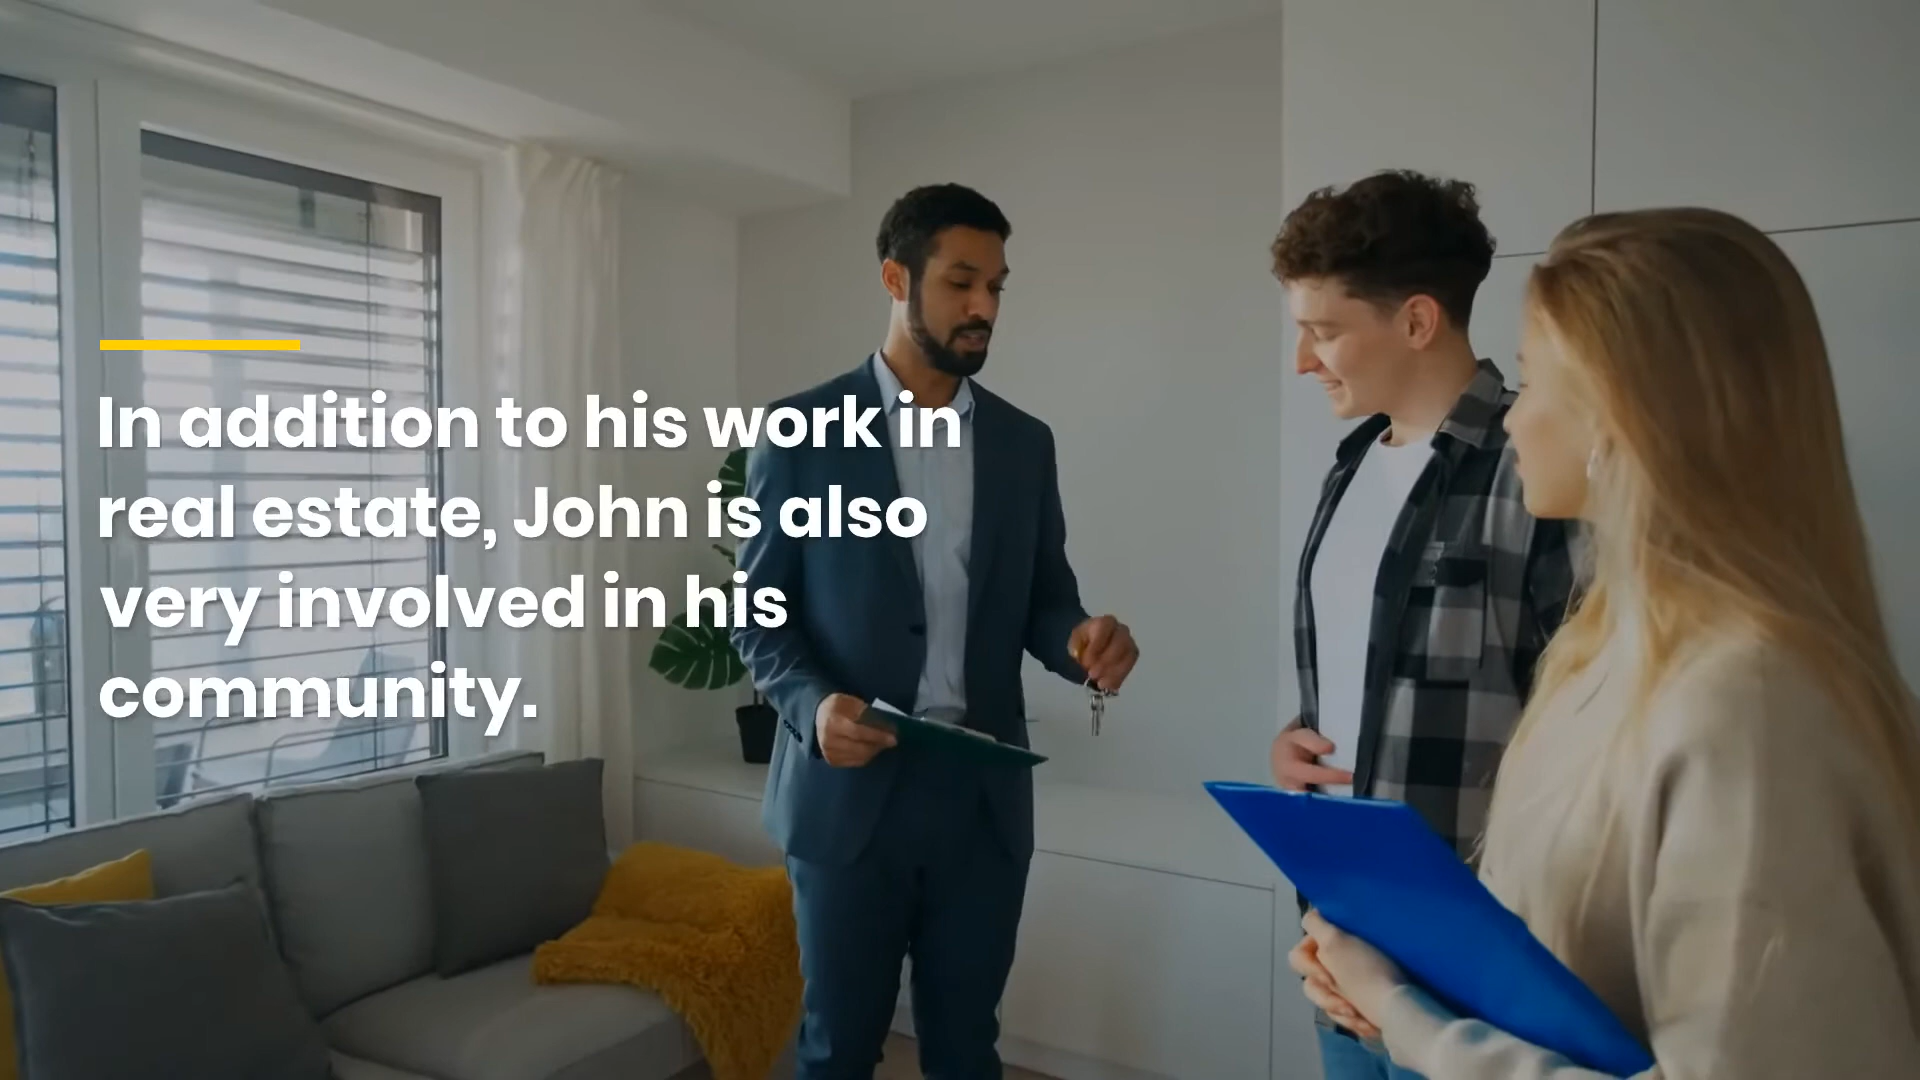 In addition to his work in
real estate, John is also
very involved in his
community.